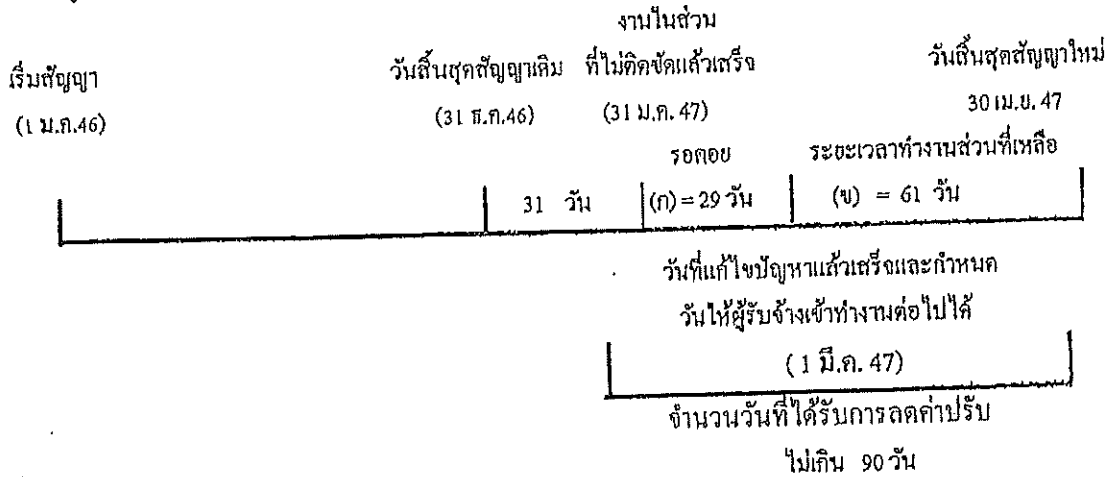 งานในส่วน
เริ่มสัญญา วันสิ้นสุดสัญญาเดิม ที่ไม่ติดขัดแล้วเสร็จ วันสิ้นสุดสัญญาใหม่
(1 ม.ค.46) (31 ธ.ค.46) (31 ม.ค. 47) 30 เม.ย. 47
รอคอย ระยะเวลาทำงานส่วนที่เหลือ
31 วัน (ก) = 29 วัน (ข) = 61 วัน
วันที่แก้ไขปัญหาแล้วเสร็จและกำหนด
วันให้ผู้รับจ้างเข้าทำงานต่อไปได้
(1 มี.ค. 47)
จำนวนวันที่ได้รับการลดค่าปรับ
ไม่เกิน 90 วัน